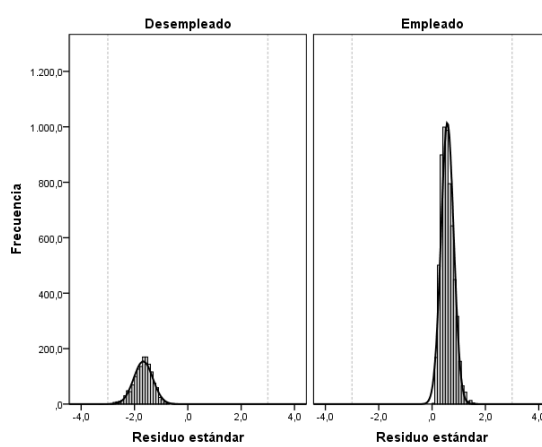 Desempleado
Empleado
Frecuencia
1.200,0
1.000,0
800,0
600,0
400,0
200,0
,0
-4,0 -2,0 ,0 2,0 4,0
-4,0 -2,0 ,0 2,0 4,0
Residuo estándar
Residuo estándar